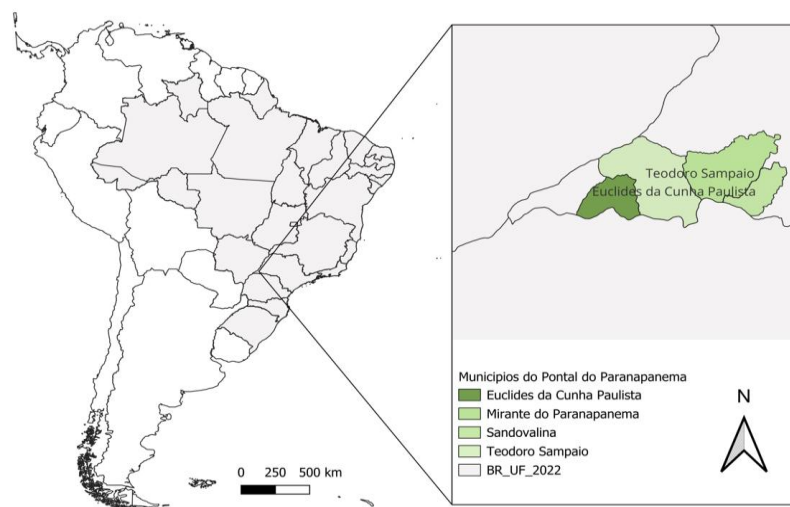 Teodoro Sampaio
Euclides da Cunha Paulista
Municipios do Pontal do Paranapanema
Euclides da Cunha Paulista
Mirante do Paranapanema
Sandovalina
Teodoro Sampaio
BR_UF_2022
N
0 250 500 km